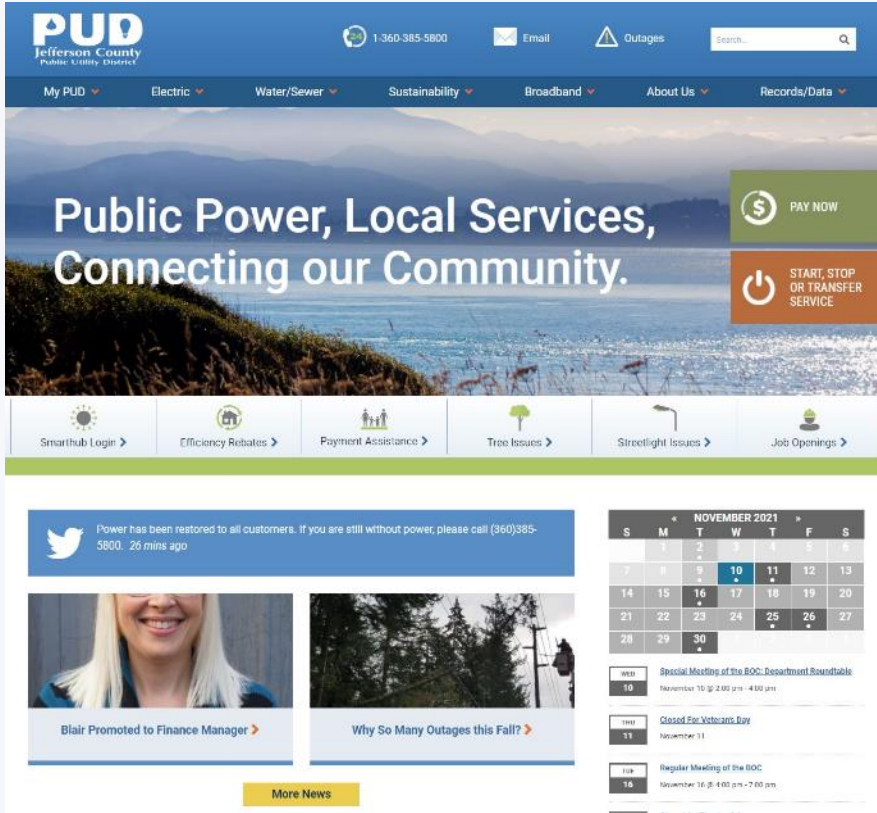 PUD
Jefferson County
Public Utility District
24
1-360-385-5800
Email
Outages
Search...
My PUD
Electric
Water/Sewer
Sustainability
Broadband
About Us
Records/Data
Public Power, Local Services,
Connecting our Community.
$
PAY NOW
START, STOP
OR TRANSFER
SERVICE
Smarthub Login >
Efficiency Rebates >
Payment Assistance >
Tree Issues >
Streetlight Issues >
Job Openings >
Power has been restored to all customers. If you are still without power, please call (360)385-
5800. 26 mins ago
Blair Promoted to Finance Manager >
Why So Many Outages this Fall? >
More News
« NOVEMBER 2021 »
S M T W T F S
1 2 3 4 5 6
7 8 9 10 11 12 13
14 15 16 17 18 19 20
21 22 23 24 25 26 27
28 29 30
WED
10
Special Meeting of the BOC: Department Roundtable
November 10 @ 2:00 pm - 4:00 pm
THU
11
Closed For Veteran's Day
November 11
TUE
16
Regular Meeting of the BOC
November 16 @ 4:00 pm - 7:00 pm